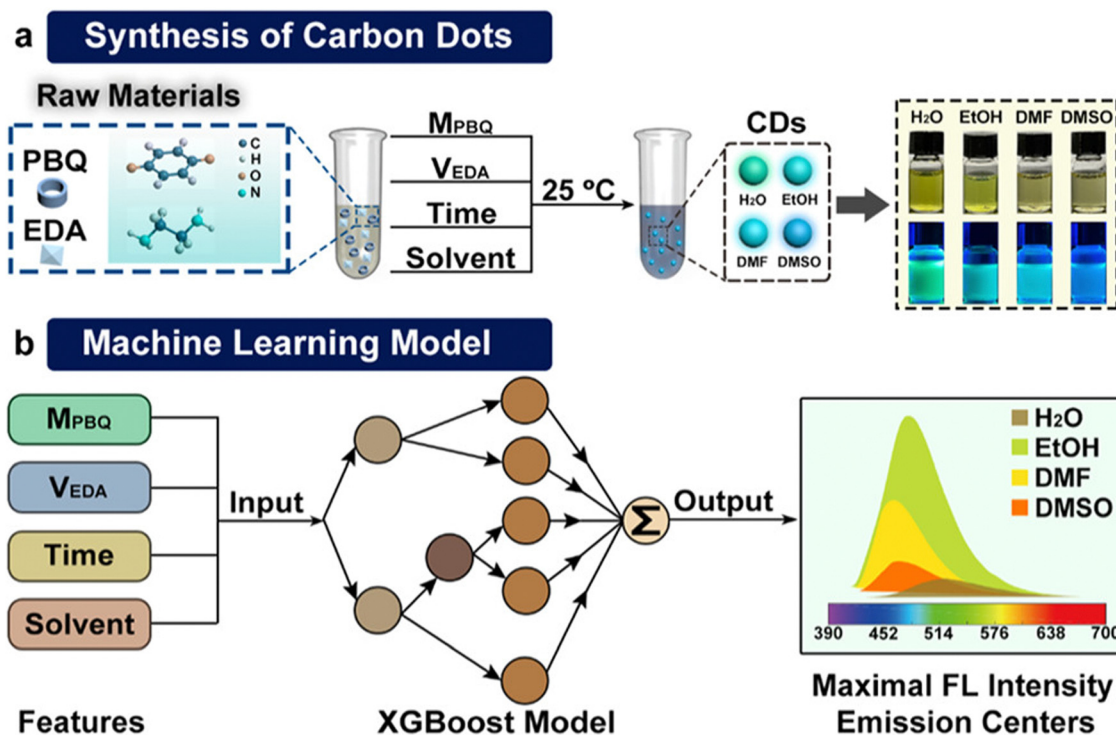 a
Synthesis of Carbon Dots
Raw Materials
PBQ
EDA
C
H
O
N
MPBQ
VEDA
Time
Solvent
25 ºC
CDs
H2O
EtOH
DMF
DMSO
H2O EtOH DMF DMSO
b
Machine Learning Model
MPBQ
VEDA
Time
Solvent
Features
Input
Σ
XGBoost Model
Output
H2O
EtOH
DMF
DMSO
390 452 514 576 638 700
Maximal FL Intensity
Emission Centers